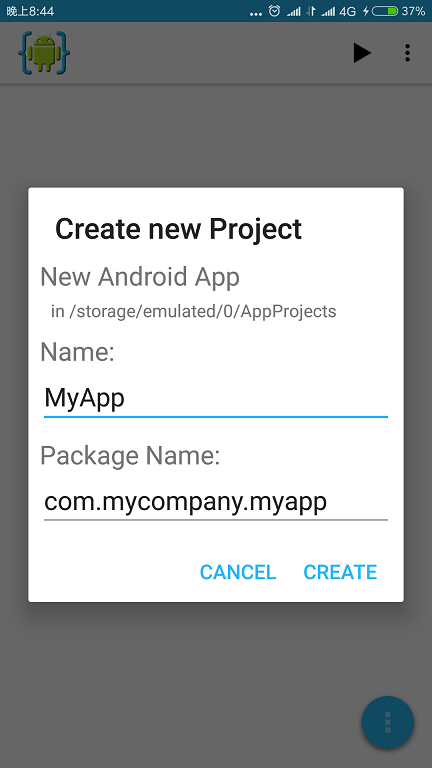 晚上8:44 ... 4G 37%
Create new Project
New Android App
in /storage/emulated/0/AppProjects
Name:
MyApp
Package Name:
com.mycompany.myapp
CANCEL CREATE